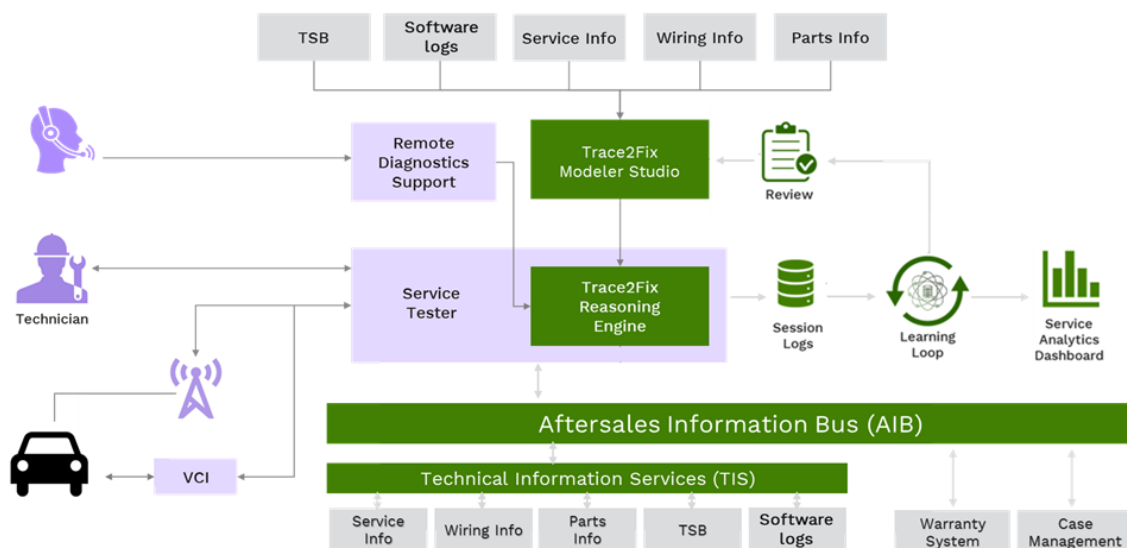 TSB
Software
logs
Service Info
Wiring Info
Parts Info
Remote
Diagnostics
Support
Trace2Fix
Modeler Studio
Review
Technician
Service
Tester
Trace2Fix
Reasoning
Engine
Session
Logs
Learning
Loop
Service
Analytics
Dashboard
VCI
Aftersales Information Bus (AIB)
Technical Information Services (TIS)
Service
Info
Wiring Info
Parts
Info
TSB
Software
logs
Warranty
System
Case
Management